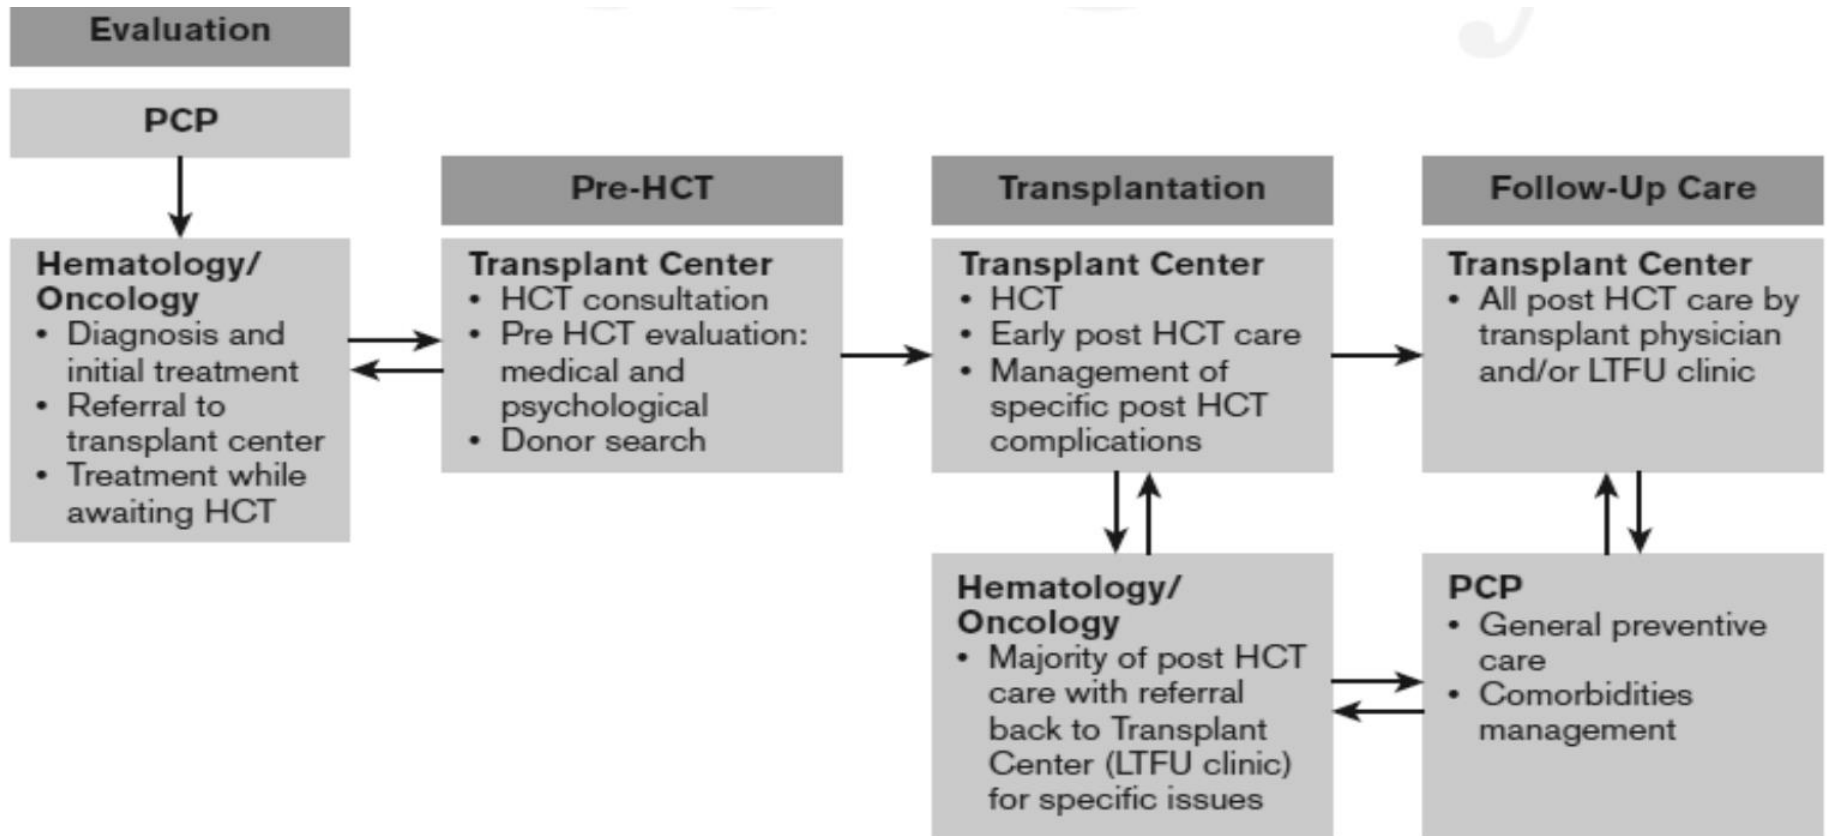 Evaluation
PCP
Hematology/
Oncology
• Diagnosis and
initial treatment
• Referral to
transplant center
• Treatment while
awaiting HCT
Pre-HCT
Transplant Center
• HCT consultation
• Pre HCT evaluation:
medical and
psychological
• Donor search
Transplantation
Transplant Center
• HCT
• Early post HCT care
• Management of
specific post HCT
complications
Hematology/
Oncology
• Majority of post HCT
care with referral
back to Transplant
Center (LTFU clinic)
for specific issues
Follow-Up Care
Transplant Center
• All post HCT care by
transplant physician
and/or LTFU clinic
PCP
• General preventive
care
• Comorbidities
management